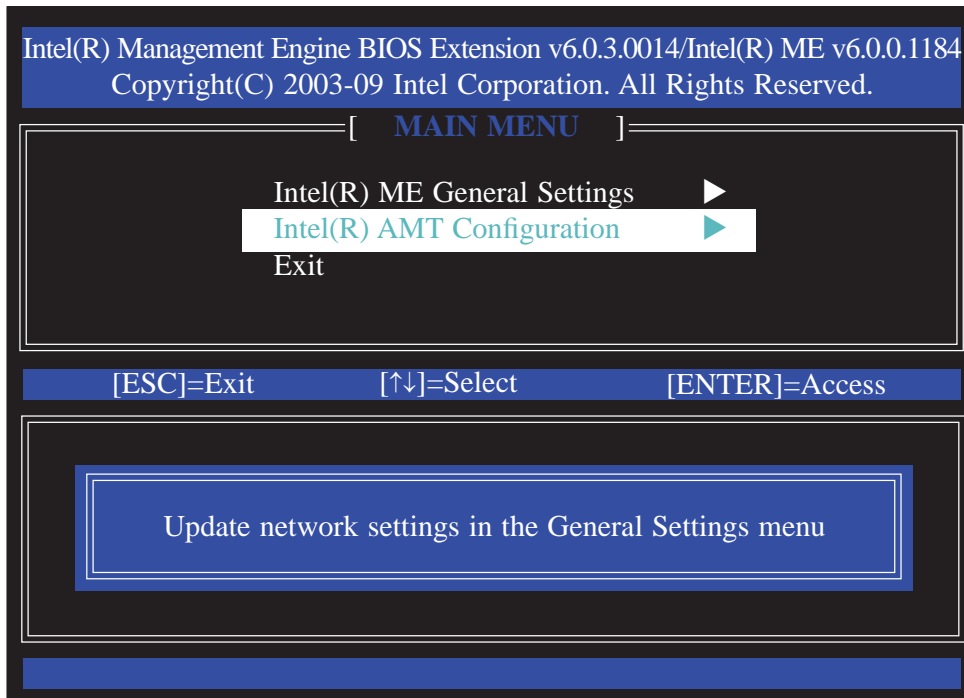 Intel(R) Management Engine BIOS Extension v6.0.3.0014/Intel(R) ME v6.0.0.1184
Copyright(C) 2003-09 Intel Corporation. All Rights Reserved.
[ MAIN MENU ]
Intel(R) ME General Settings ▶
Intel(R) AMT Configuration ▶
Exit
[ESC]=Exit [↑↓]=Select [ENTER]=Access
Update network settings in the General Settings menu